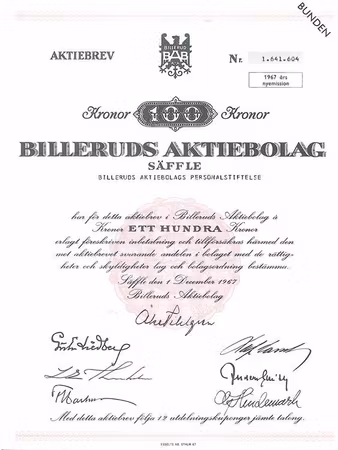 BUNDEN
AKTIEBREV
BILLERUD
BAB
Nr. 1.641.604
1967 års
nyemission
Kronor 100 Kronor
BILLERUDS AKTIEBOLAG
SÄFFLE
BILLERUDS AKTIEBOLAGS PERSONALSTIFTELSE
har för detta aktiebrev i Billeruds Aktiebolag à
Kronor ETT HUNDRA Kronor
erlagt föreskriven inbetalning och tillförsäkras härmed den
mot aktiebrevet svarande andelen i bolaget med de rättig-
heter och skyldigheter lag och bolagsordning bestämma.
Säffle den 1 December 1967
Billeruds Aktiebolag
Med detta aktiebrev följa 12 utdelningskuponger jämte talong.